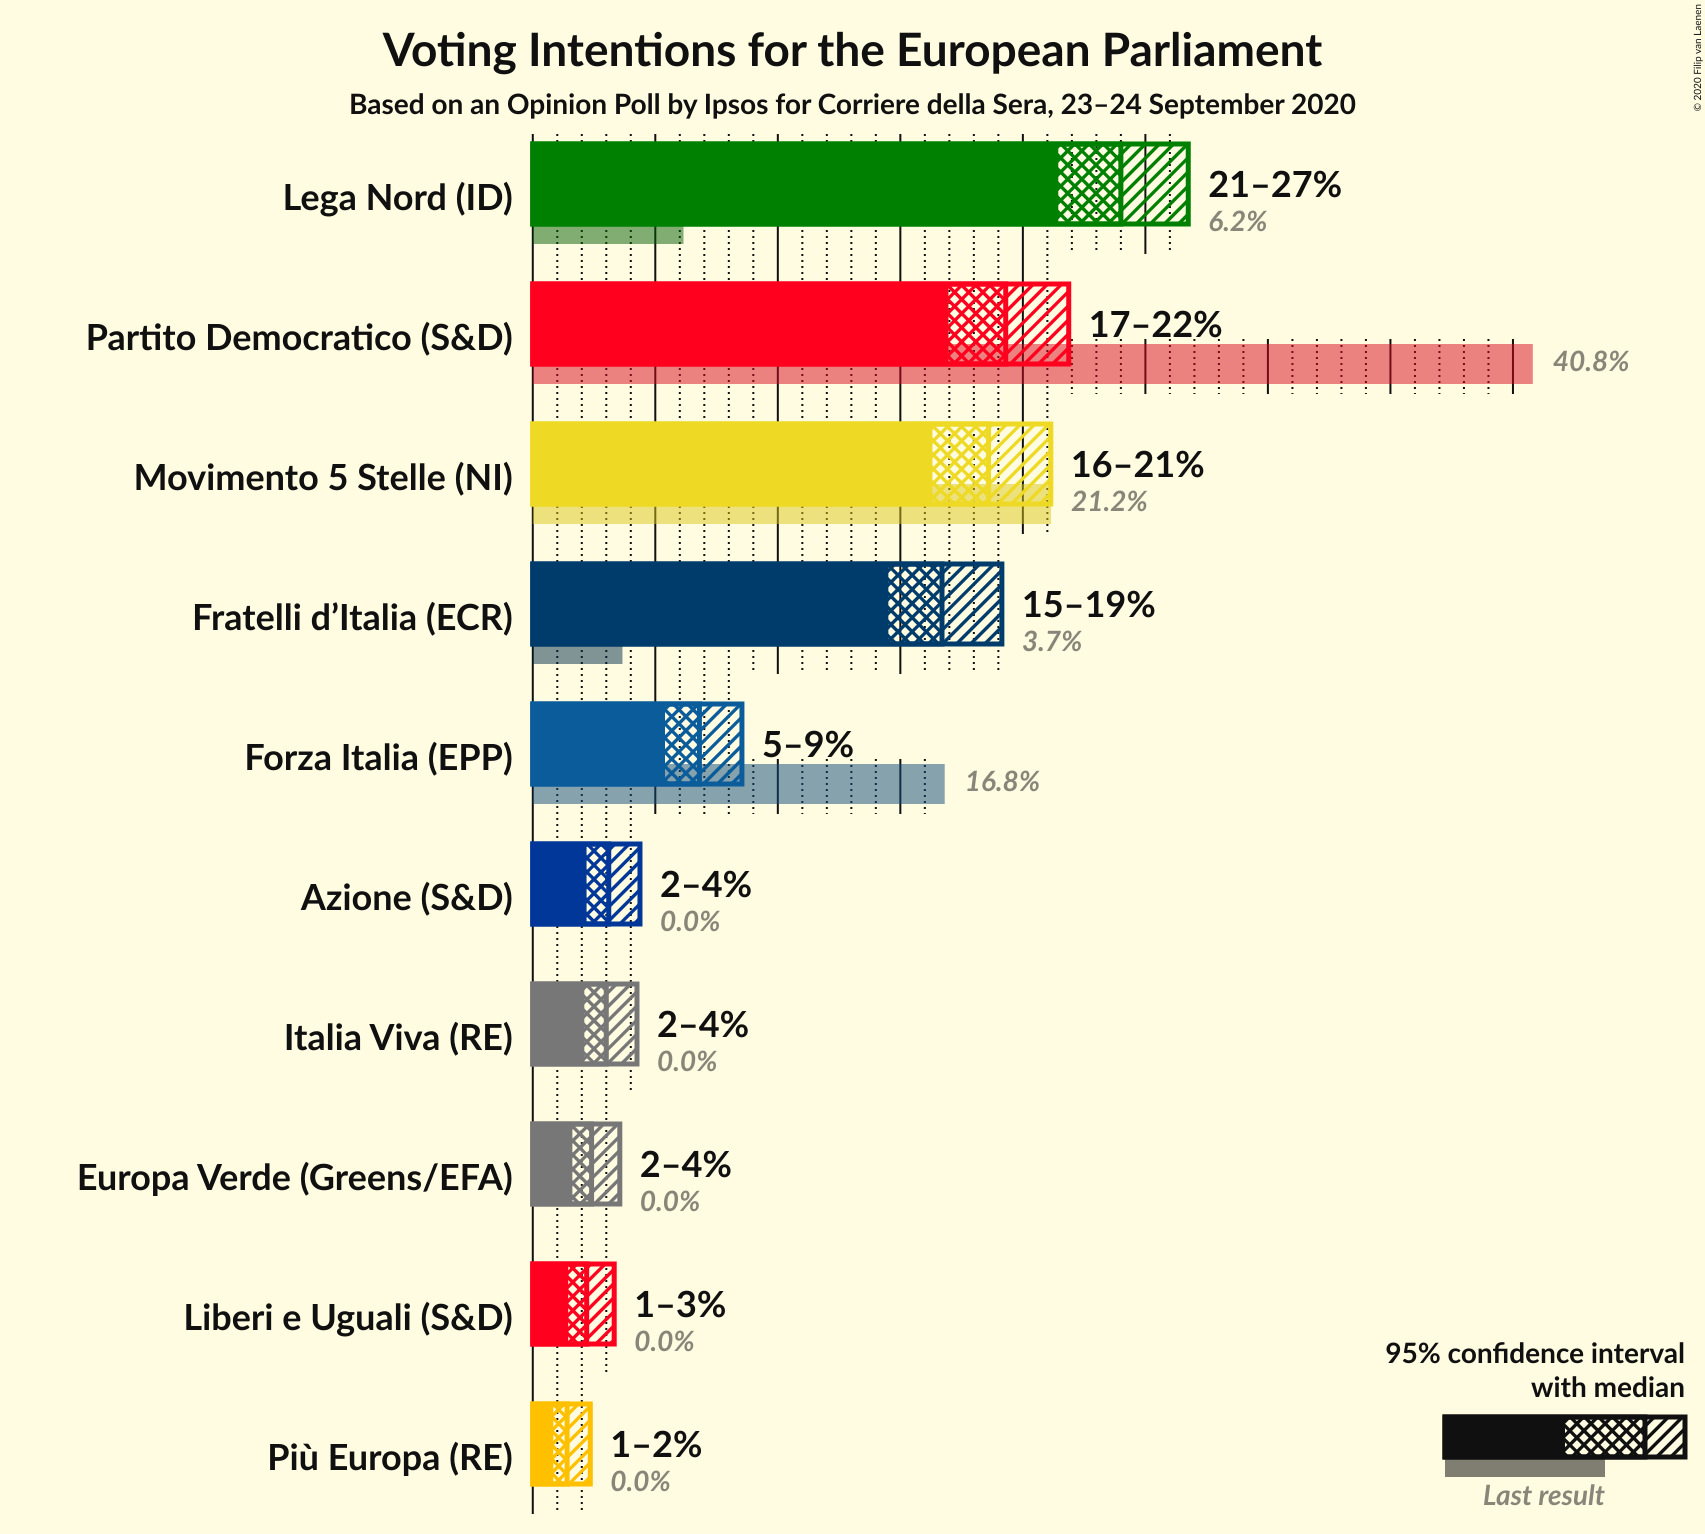 © 2020 Filip van Laenen
Voting Intentions for the European Parliament
Based on an Opinion Poll by Ipsos for Corriere della Sera, 23–24 September 2020
Lega Nord (ID)
21–27%
6.2%
Partito Democratico (S&D)
17–22%
40.8%
Movimento 5 Stelle (NI)
16–21%
21.2%
Fratelli d’Italia (ECR)
15–19%
3.7%
Forza Italia (EPP)
5–9%
16.8%
Azione (S&D)
2–4%
0.0%
Italia Viva (RE)
2–4%
0.0%
Europa Verde (Greens/EFA)
2–4%
0.0%
Liberi e Uguali (S&D)
1–3%
0.0%
Più Europa (RE)
1–2%
0.0%
95% confidence interval
with median
Last result